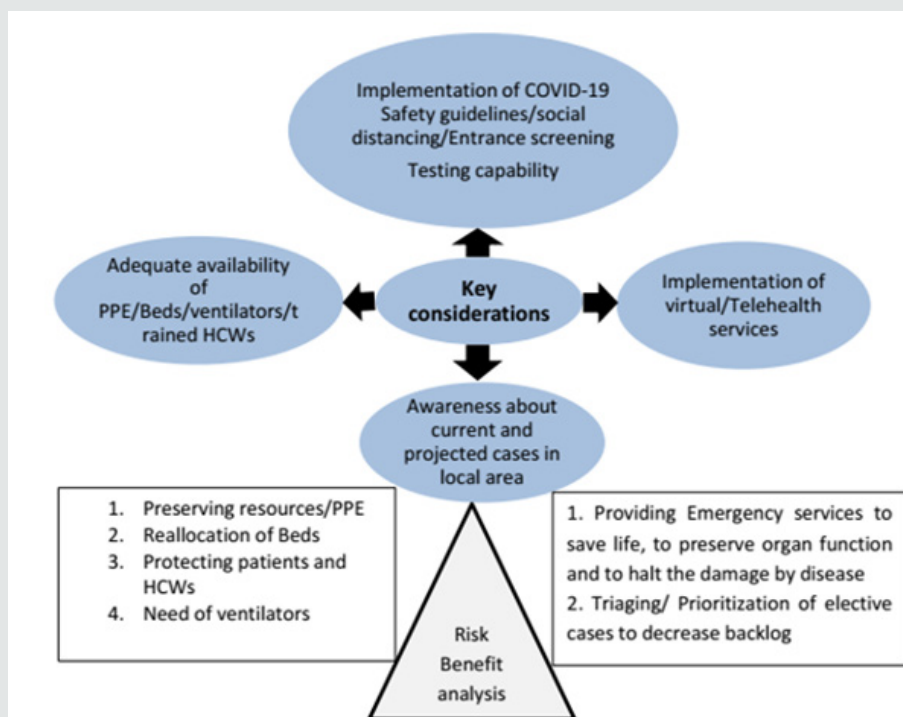 Implementation of COVID-19
Safety guidelines/social
distancing/Entrance screening
Testing capability
Adequate availability
of
PPE/Beds/ventilators/t
rained HCWs
Key
considerations
Implementation of
virtual/Telehealth
services
Awareness about
current and
projected cases in
local area
1. Preserving resources/PPE
2. Reallocation of Beds
3. Protecting patients and
HCWs
4. Need of ventilators
Risk
Benefit
analysis
1. Providing Emergency services to
save life, to preserve organ function
and to halt the damage by disease
2. Triaging/ Prioritization of elective
cases to decrease backlog